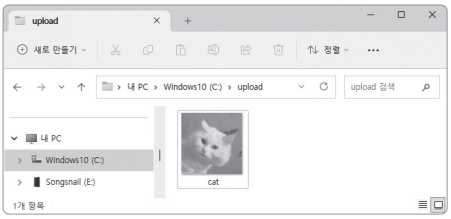 upload
새로 만들기
정렬
내 PC > Windows10 (C:) > upload
upload 검색
내 PC
Windows10 (C:)
Songsnail (E:)
cat
1개 항목